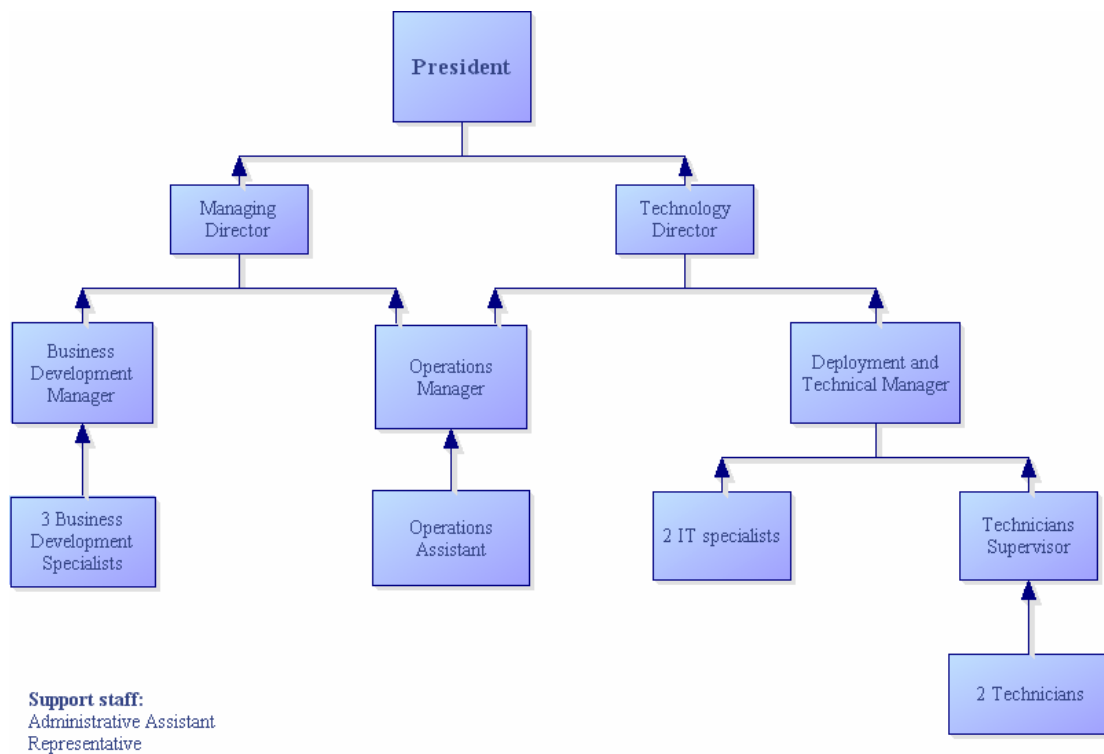 President
Managing
Director
Technology
Director
Business
Development
Manager
Operations
Manager
Deployment and
Technical Manager
3 Business
Development
Specialists
Operations
Assistant
2 IT specialists
Technicians
Supervisor
2 Technicians
Support staff:
Administrative Assistant
Representative